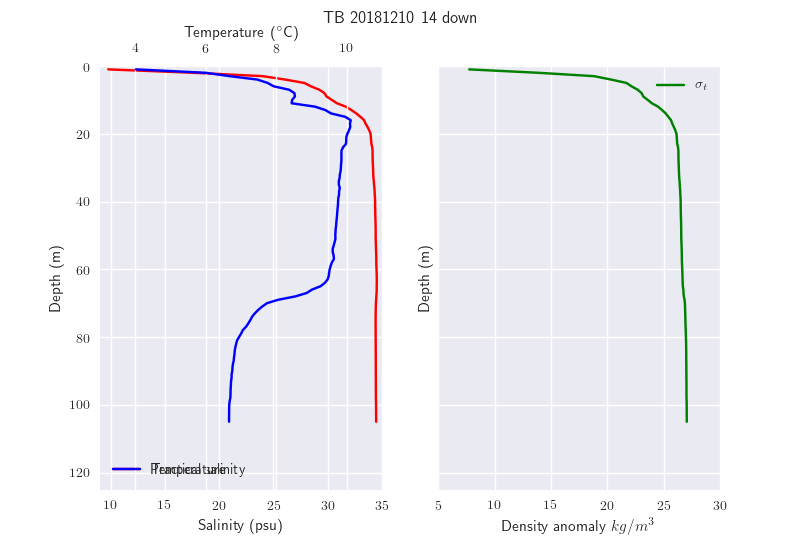 TB 20181210 14 down
Temperature (°C)
4 6 8 10
0
20
40
60
80
100
120
Depth (m)
Practical salinity
Temperature
10 15 20 25 30 35
Salinity (psu)
σt
Depth (m)
5 10 15 20 25 30
Density anomaly kg/m³